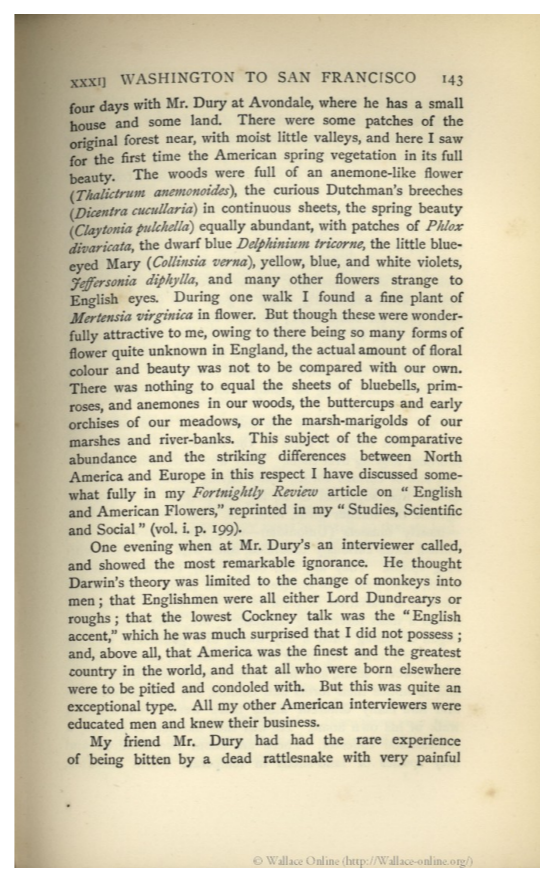 XXXI] WASHINGTON TO SAN FRANCISCO 143
four days with Mr. Dury at Avondale, where he has a small
house and some land. There were some patches of the
original forest near, with moist little valleys, and here I saw
for the first time the American spring vegetation in its full
beauty. The woods were full of an anemone-like flower
(Thalictrum anemonoides), the curious Dutchman's breeches
(Dicentra cucullaria) in continuous sheets, the spring beauty
(Claytonia pulchella) equally abundant, with patches of Phlox
divaricata, the dwarf blue Delphinium tricorne, the little blue-
eyed Mary (Collinsia verna), yellow, blue, and white violets,
Jeffersonia diphylla, and many other flowers strange to
English eyes. During one walk I found a fine plant of
Mertensia virginica in flower. But though these were wonder-
fully attractive to me, owing to there being so many forms of
flower quite unknown in England, the actual amount of floral
colour and beauty was not to be compared with our own.
There was nothing to equal the sheets of bluebells, prim-
roses, and anemones in our woods, the buttercups and early
orchises of our meadows, or the marsh-marigolds of our
marshes and river-banks. This subject of the comparative
abundance and the striking differences between North
America and Europe in this respect I have discussed some-
what fully in my Fortnightly Review article on " English
and American Flowers," reprinted in my " Studies, Scientific
and Social " (vol. i. p. 199).
One evening when at Mr. Dury's an interviewer called,
and showed the most remarkable ignorance. He thought
Darwin's theory was limited to the change of monkeys into
men ; that Englishmen were all either Lord Dundrearys or
roughs ; that the lowest Cockney talk was the " English
accent," which he was much surprised that I did not possess ;
and, above all, that America was the finest and the greatest
country in the world, and that all who were born elsewhere
were to be pitied and condoled with. But this was quite an
exceptional type. All my other American interviewers were
educated men and knew their business.
My friend Mr. Dury had had the rare experience
of being bitten by a dead rattlesnake with very painful
© Wallace Online (http://Wallace-online.org/)